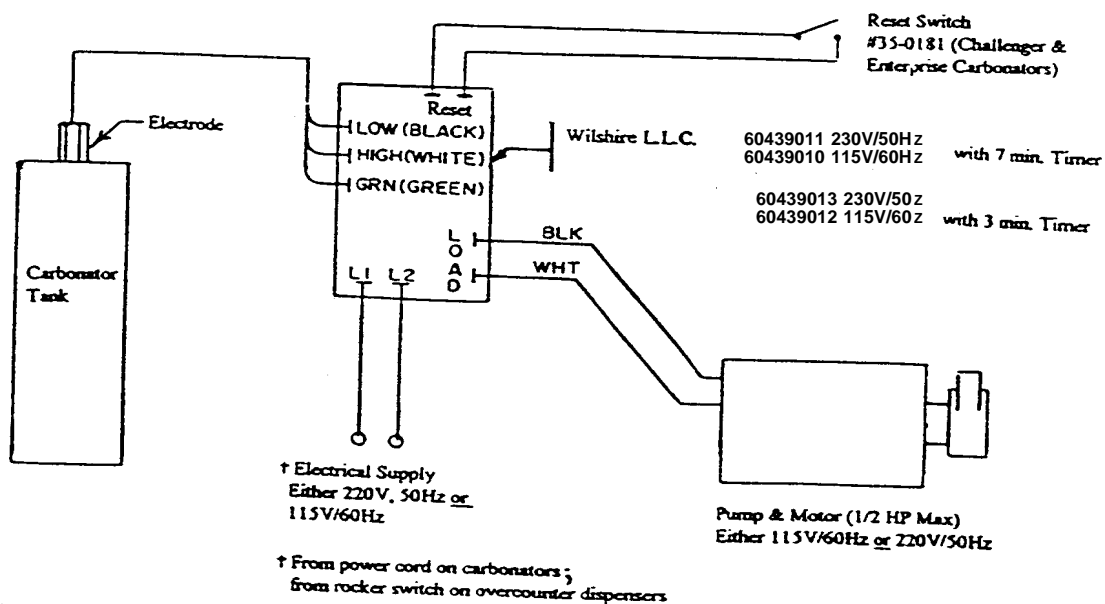 Reset Switch
#35-0181 (Challenger &
Enterprise Carbonators)
Reset
Electrode
LOW (BLACK)
HIGH (WHITE)
GRN (GREEN)
Wilshire L.L.C.
60439011 230V/50Hz
60439010 115V/60Hz
with 7 min. Timer
60439013 230V/50z
60439012 115V/60z
with 3 min. Timer
Carbonator
Tank
L1 L2
LOAD
BLK
WHT
† Electrical Supply
Either 220V, 50Hz or
115V/60Hz
† From power cord on carbonators;
from rocker switch on overcounter dispensers
Pump & Motor (1/2 HP Max)
Either 115V/60Hz or 220V/50Hz